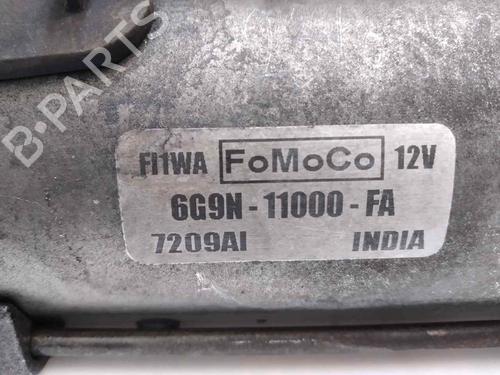 B-PARTS
FI1WA FoMoCo 12V
6G9N - 11000 - FA
7209AI INDIA